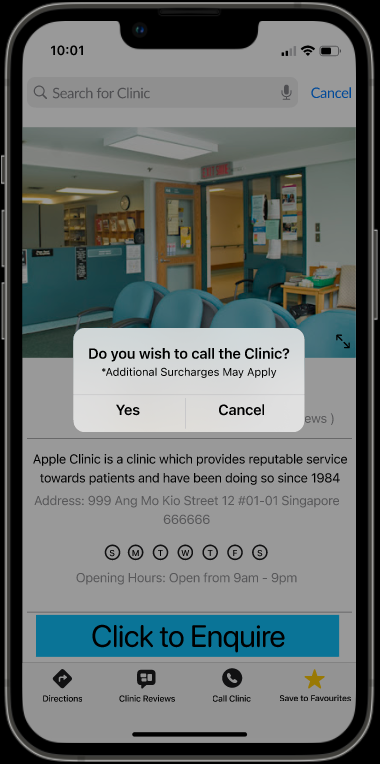 10:01
Search for Clinic
Cancel
Do you wish to call the Clinic?
*Additional Surcharges May Apply
Yes
Cancel
ews )
Apple Clinic is a clinic which provides reputable service
towards patients and have been doing so since 1984
Address: 999 Ang Mo Kio Street 12 #01-01 Singapore
666666
S M T W T F S
Opening Hours: Open from 9am - 9pm
Click to Enquire
Directions
Clinic Reviews
Call Clinic
Save to Favourites